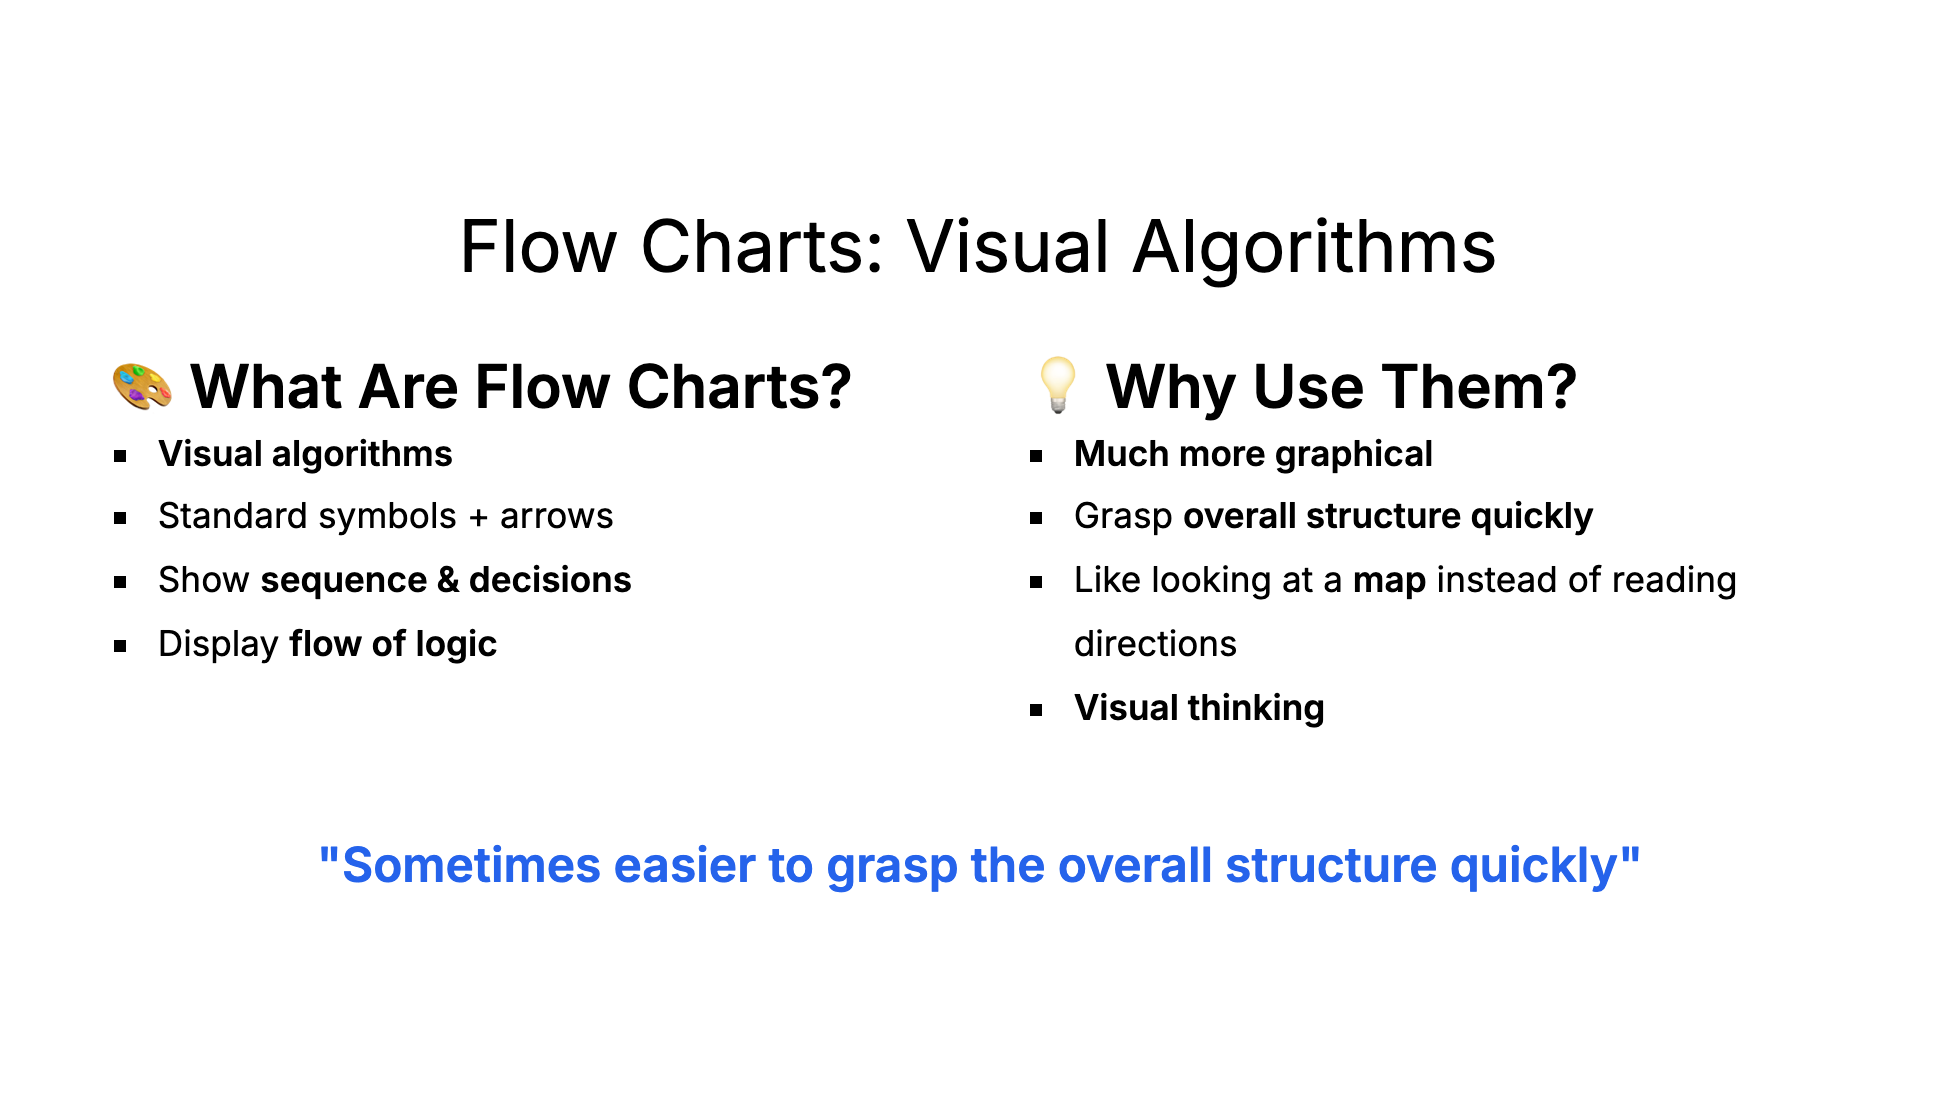 Flow Charts: Visual Algorithms
🎨 What Are Flow Charts?
▪ Visual algorithms
▪ Standard symbols + arrows
▪ Show sequence & decisions
▪ Display flow of logic
💡 Why Use Them?
▪ Much more graphical
▪ Grasp overall structure quickly
▪ Like looking at a map instead of reading
directions
▪ Visual thinking
"Sometimes easier to grasp the overall structure quickly"